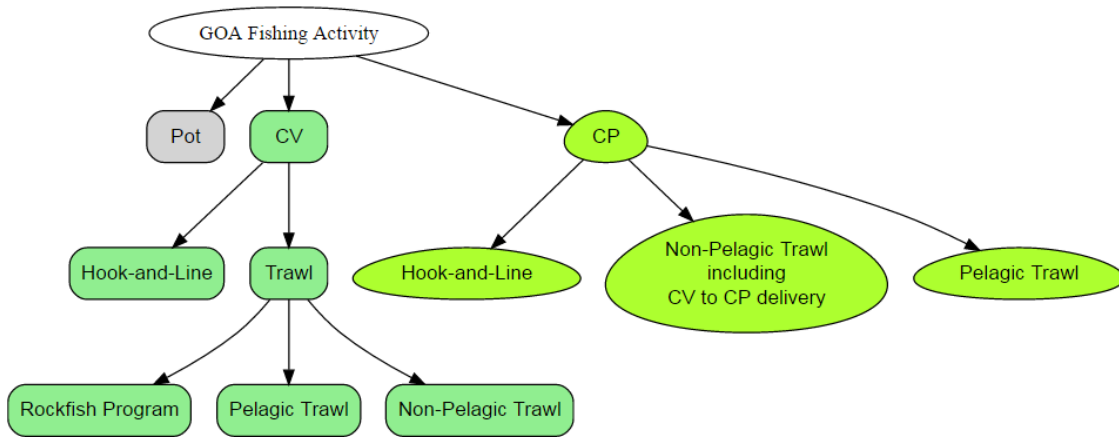 GOA Fishing Activity
Pot
CV
CP
Hook-and-Line
Trawl
Hook-and-Line
Non-Pelagic Trawl
including
CV to CP delivery
Pelagic Trawl
Rockfish Program
Pelagic Trawl
Non-Pelagic Trawl